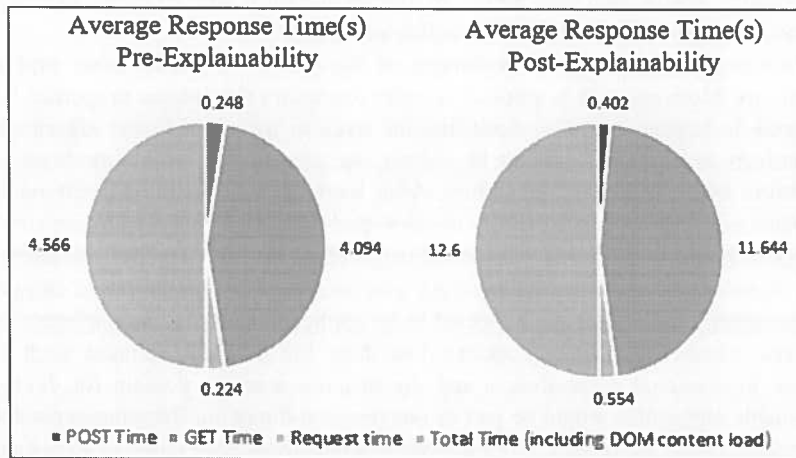 Average Response Time(s)
Pre-Explainability
0.248
4.566
4.094
0.224
Average Response Time(s)
Post-Explainability
0.402
12.6
11.644
0.554
POST Time GET Time Request time Total Time (including DOM content load)